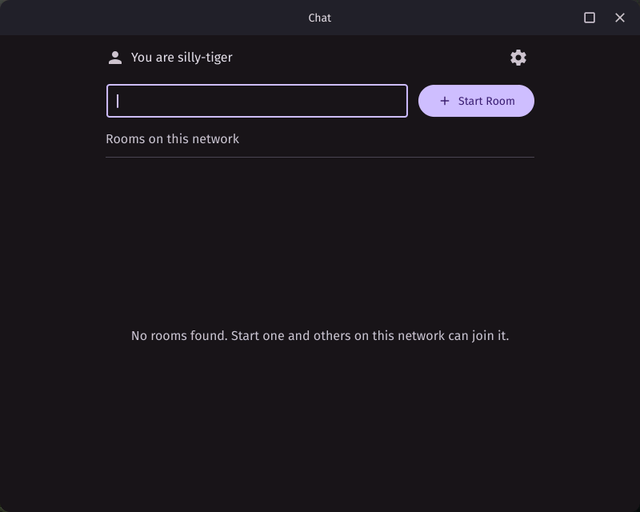 Chat
You are silly-tiger
Start Room
Rooms on this network
No rooms found. Start one and others on this network can join it.